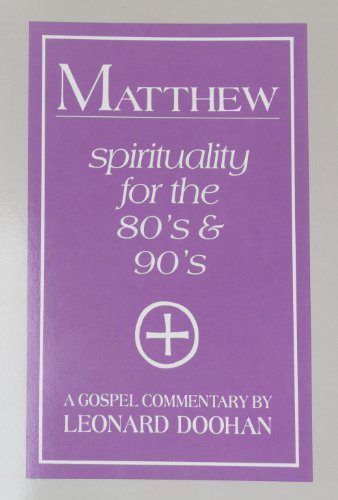 MATTHEW
spirituality
for the
80's &
90's
A GOSPEL COMMENTARY BY
LEONARD DOOHAN